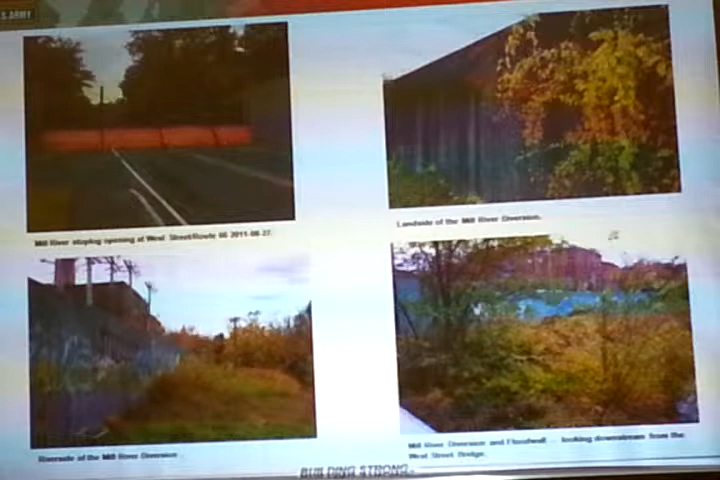 U.S. ARMY
Mill River stoplog opening at West Street/Route 66 2011-08-27.
Landside of the Mill River Diversion.
Riverside of the Mill River Diversion .
Mill River Diversion and Floodwall -- looking downstream from the
West Street Bridge.
BUILDING STRONG